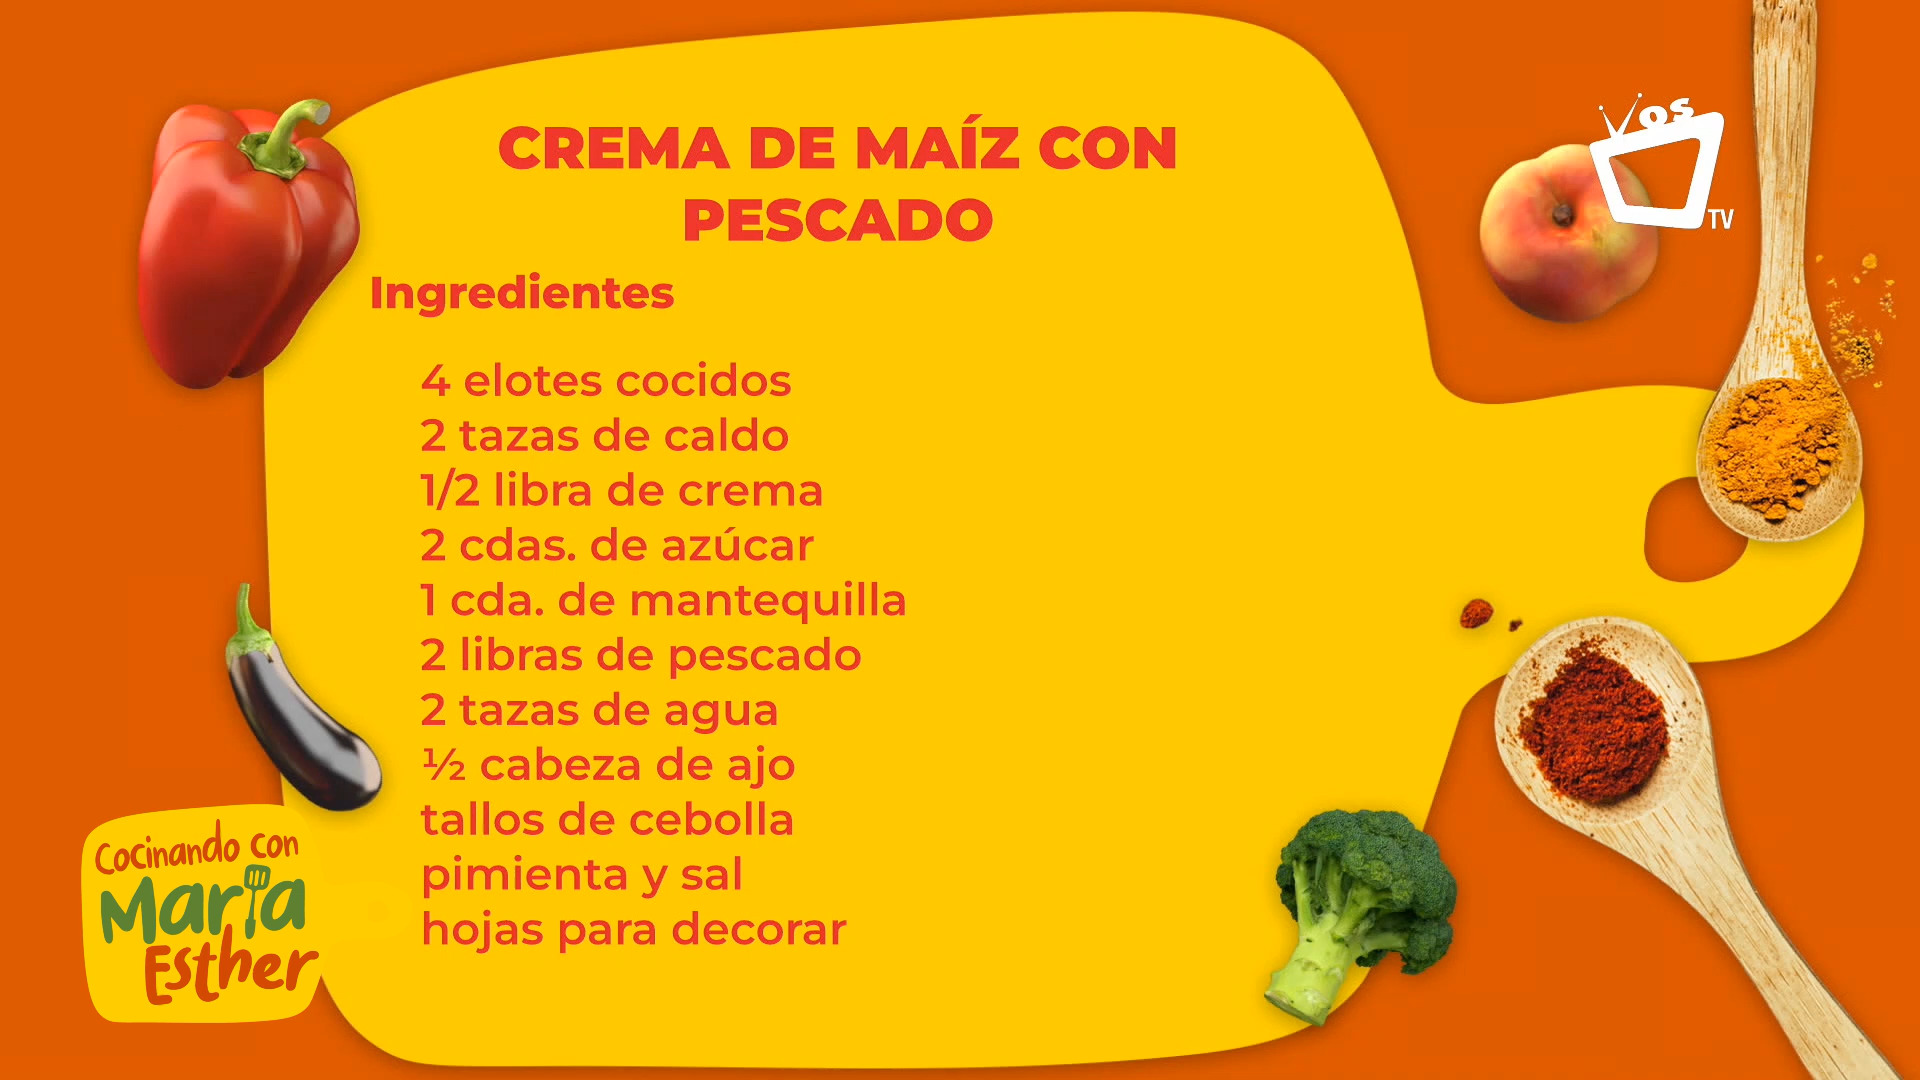 CREMA DE MAÍZ CON
PESCADO
Ingredientes
4 elotes cocidos
2 tazas de caldo
1/2 libra de crema
2 cdas. de azúcar
1 cda. de mantequilla
2 libras de pescado
2 tazas de agua
½ cabeza de ajo
tallos de cebolla
pimienta y sal
hojas para decorar
Cocinando con
María
Esther
VOS
TV